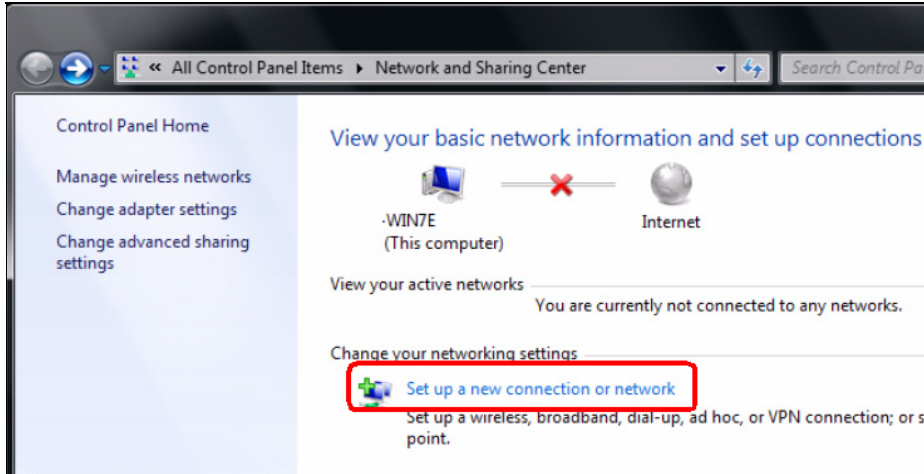 « All Control Panel Items ▸ Network and Sharing Center
Search Control Pa
Control Panel Home
Manage wireless networks
Change adapter settings
Change advanced sharing
settings
View your basic network information and set up connections
-WIN7E
(This computer)
Internet
View your active networks
You are currently not connected to any networks.
Change your networking settings
Set up a new connection or network
Set up a wireless, broadband, dial-up, ad hoc, or VPN connection; or s
point.